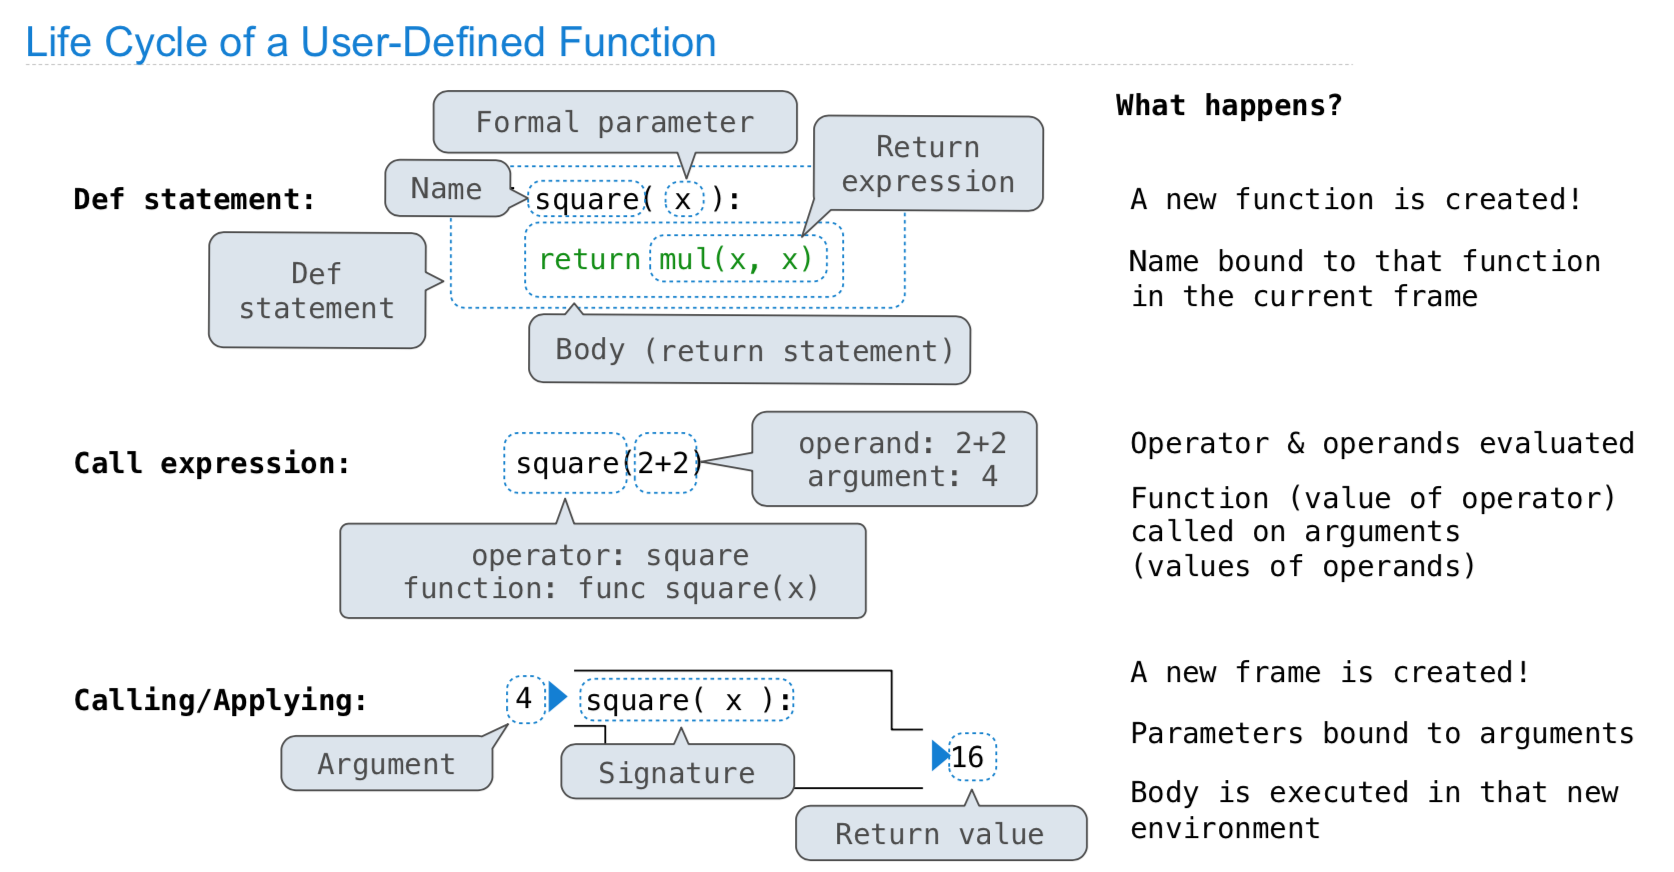 Life Cycle of a User-Defined Function
What happens?
Formal parameter
Return
expression
Name
Def statement:
square( x ):
A new function is created!
Def
statement
return mul(x, x)
Name bound to that function
in the current frame
Body (return statement)
Call expression:
square(2+2)
operand: 2+2
argument: 4
Operator & operands evaluated
Function (value of operator)
called on arguments
(values of operands)
operator: square
function: func square(x)
Calling/Applying:
4
square( x ):
A new frame is created!
Argument
Signature
16
Parameters bound to arguments
Return value
Body is executed in that new
environment